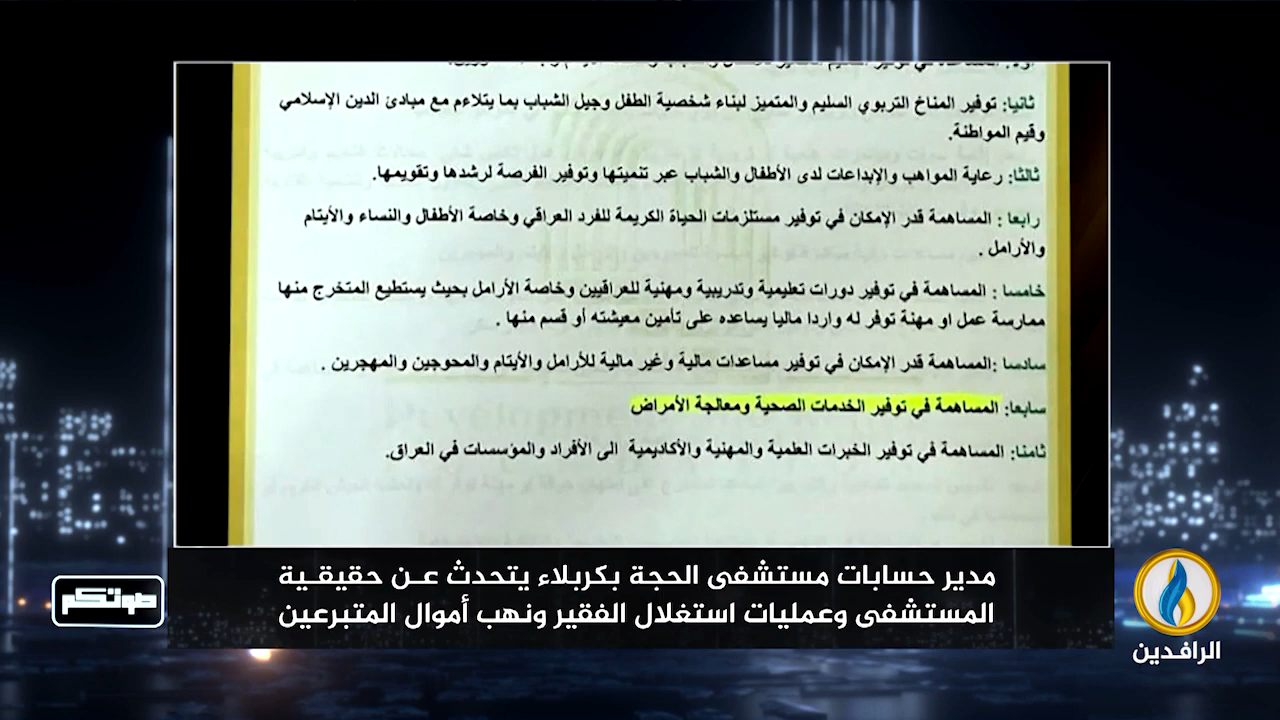 ثانيا: توفير المناخ التربوي السليم والمتميز لبناء شخصية الطفل وجيل الشباب بما يتلاءم مع مبادئ الدين الإسلامي
وقيم المواطنة.
ثالثا: رعاية المواهب والإبداعات لدى الأطفال والشباب عبر تنميتها وتوفير الفرصة لرشدها وتقويمها.
رابعا : المساهمة قدر الإمكان في توفير مستلزمات الحياة الكريمة للفرد العراقي وخاصة الأطفال والنساء والأيتام
والأرامل .
خامسا : المساهمة في توفير دورات تعليمية وتدريبية ومهنية للعراقيين وخاصة الأرامل بحيث يستطيع المتخرج منها
ممارسة عمل او مهنة توفر له واردا ماليا يساعده على تأمين معيشته أو قسم منها .
سادسا :المساهمة قدر الإمكان في توفير مساعدات مالية وغير مالية للأرامل والأيتام والمحوجين والمهجرين .
سابعا: المساهمة في توفير الخدمات الصحية ومعالجة الأمراض
ثامنا: المساهمة في توفير الخبرات العلمية والمهنية والأكاديمية الى الأفراد والمؤسسات في العراق.
مدير حسابات مستشفى الحجة بكربلاء يتحدث عن حقيقية
المستشفى وعمليات استغلال الفقير ونهب أموال المتبرعين
صوتكم
الرافدين